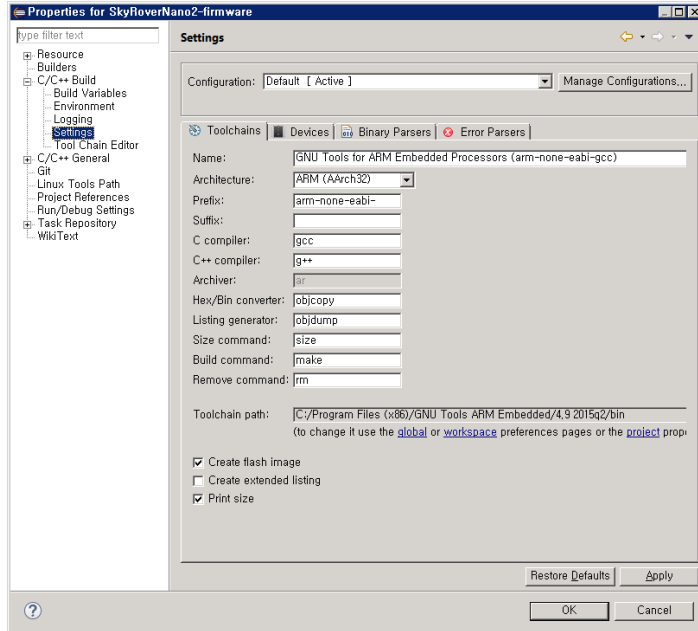 Properties for SkyRoverNano2-firmware
type filter text
Resource
Builders
C/C++ Build
Build Variables
Environment
Logging
Settings
Tool Chain Editor
C/C++ General
Git
Linux Tools Path
Project References
Run/Debug Settings
Task Repository
WikiText
Settings
Configuration: Default [ Active ]
Manage Configurations...
Toolchains Devices Binary Parsers Error Parsers
Name: GNU Tools for ARM Embedded Processors (arm-none-eabi-gcc)
Architecture: ARM (AArch32)
Prefix: arm-none-eabi-
Suffix:
C compiler: gcc
C++ compiler: g++
Archiver: ar
Hex/Bin converter: objcopy
Listing generator: objdump
Size command: size
Build command: make
Remove command: rm
Toolchain path: C:/Program Files (x86)/GNU Tools ARM Embedded/4.9 2015q2/bin
(to change it use the global or workspace preferences pages or the project prop
Create flash image
Create extended listing
Print size
Restore Defaults Apply
OK Cancel